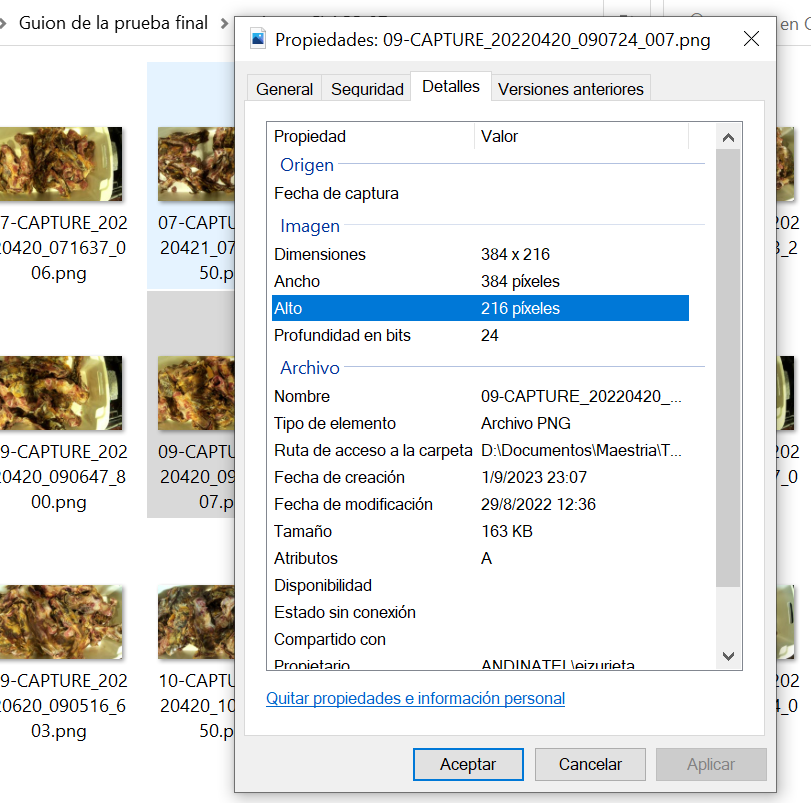 Guion de la prueba final
en
Propiedades: 09-CAPTURE_20220420_090724_007.png
General
Seguridad
Detalles
Versiones anteriores
Propiedad Valor
Origen
Fecha de captura
Imagen
Dimensiones 384 x 216
Ancho 384 píxeles
Alto 216 píxeles
Profundidad en bits 24
Archivo
Nombre 09-CAPTURE_20220420_...
Tipo de elemento Archivo PNG
Ruta de acceso a la carpeta D:\Documentos\Maestria\T...
Fecha de creación 1/9/2023 23:07
Fecha de modificación 29/8/2022 12:36
Tamaño 163 KB
Atributos A
Disponibilidad
Estado sin conexión
Compartido con
Propietario ANDINATEL\eizurieta
Quitar propiedades e información personal
Aceptar
Cancelar
Aplicar
7-CAPTURE_202
20420_071637_0
06.png
07-CAPTU
20421_07
50.p
9-CAPTURE_202
20420_090647_8
00.png
09-CAPTU
20420_09
07.p
9-CAPTURE_202
20620_090516_6
03.png
10-CAPTU
20420_10
50.p